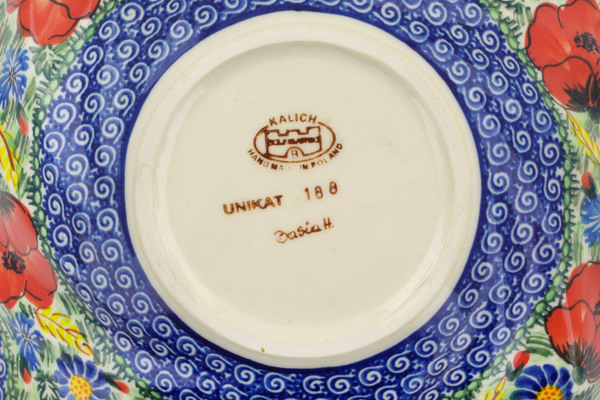 KALICH
R
HAND MADE IN POLAND
UNIKAT 188
Basia H.